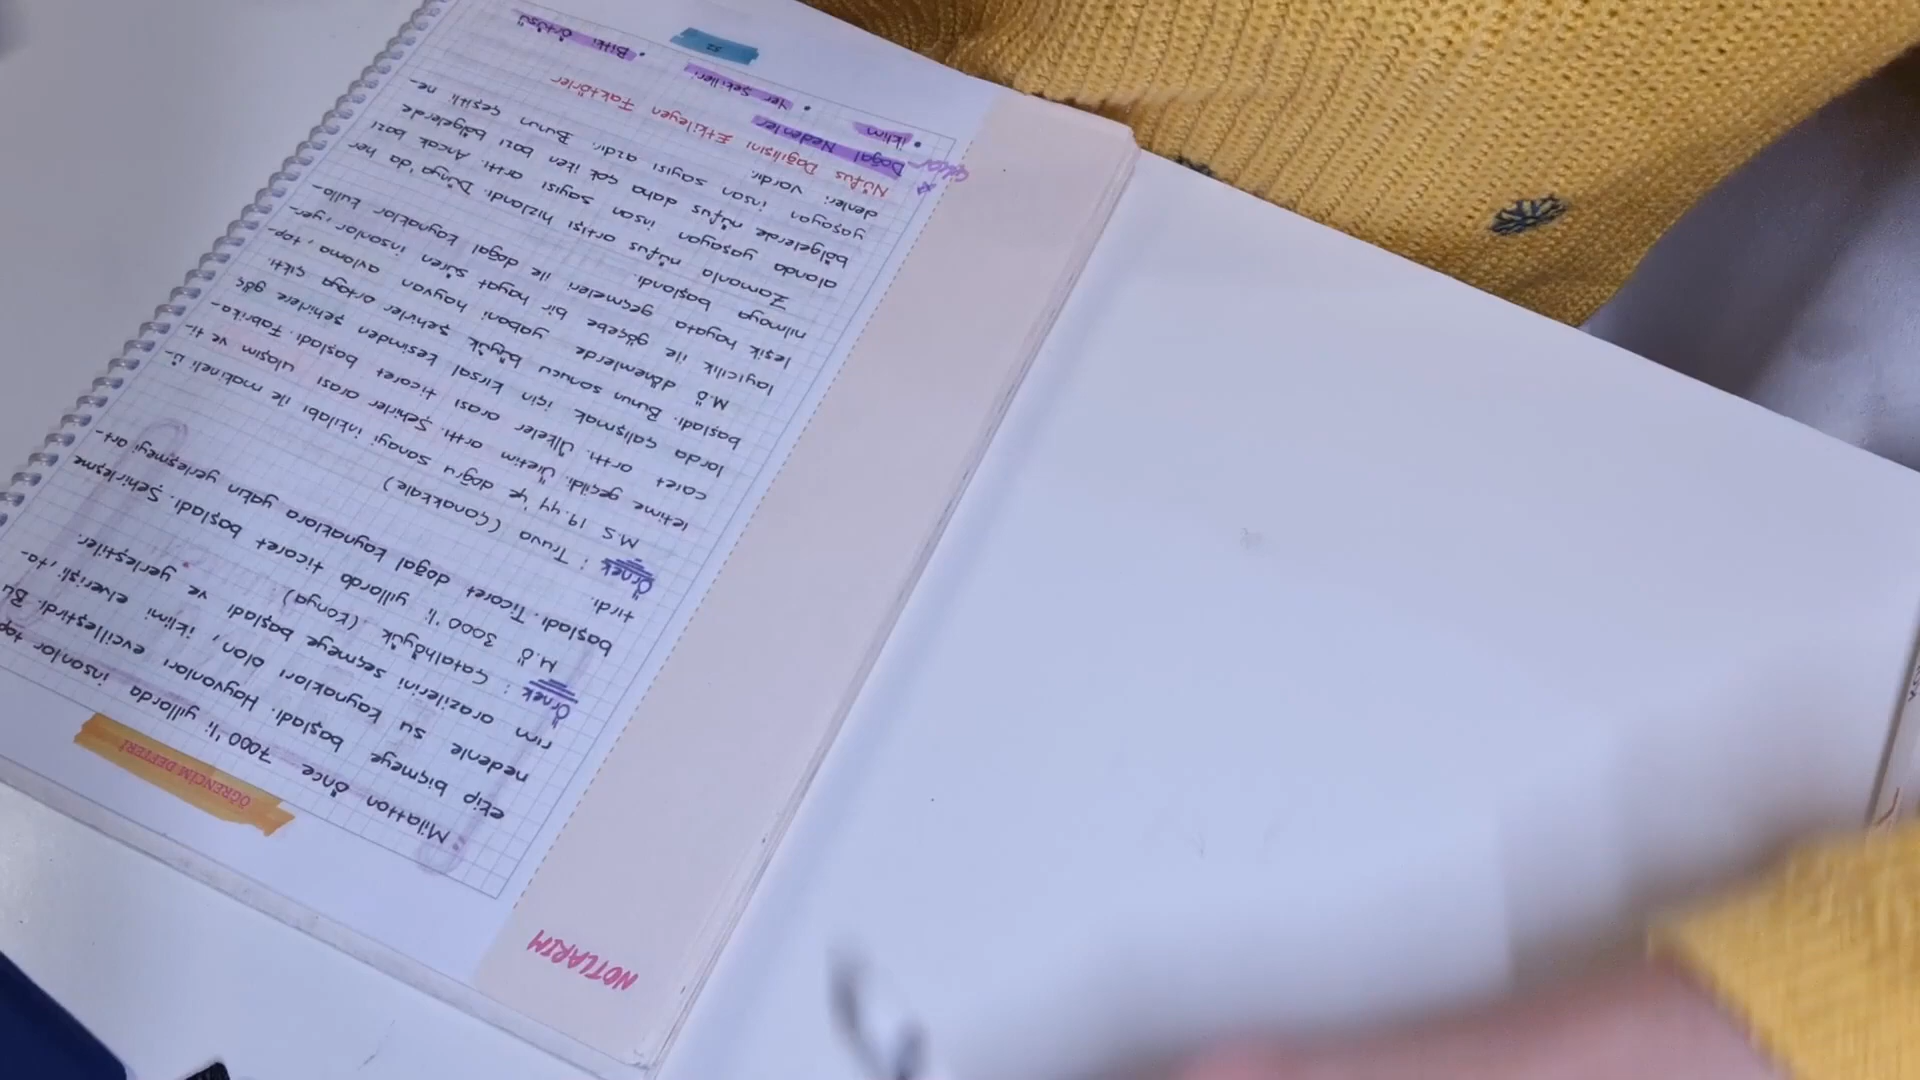 ÖĞRENCİM DEFTERİ
NOTLARIM
Milattan önce 7000'li yıllarda insanlar top
ekip biçmeye başladı. Hayvanları evcilleştirdi. Bu
nedenle su kaynakları olan, iklimi elverişli, ta-
rım arazilerini seçmeye başladı ve yerleştiler.
Örnek : Çatalhöyük (Konya)
M.Ö 3000'li yıllarda ticaret başladı. Şehirleşme
başladı. Ticaret doğal kaynaklara yakın yerleşmeyi art-
tırdı.
Örnek : Truva (Çanakkale)
M.S 19.yy ye doğru sanayi inkılabı ile makineli ü-
retime geçildi. Üretim arttı. Şehirler arası ulaşım ve ti-
caret arttı. Ülkeler arası ticaret başladı. Fabrika-
larda çalışmak için kırsal kesimden şehirlere göç
başladı. Bunun sonucu büyük şehirler ortaya çıktı.
M.Ö dönemlerde yabani hayvan avlama, top-
layıcılık ile göçebe bir hayat süren insanlar, yer-
leşik hayata geçmeleri ile doğal kaynaklar kulla-
nılmaya başlandı.
Zamanla nüfus artışı hızlandı. Dünya'da her
alanda yaşayan insan sayısı arttı. Ancak bazı
bölgelerde nüfus daha çok iken bazı bölgelerde
yaşayan insan sayısı azdır. Bunun çeşitli ne-
denleri vardır.
Nüfus Dağılışını Etkileyen Faktörler
Doğal Nedenler
• iklim
• Yer Şekilleri
• Bitki Örtüsü
52